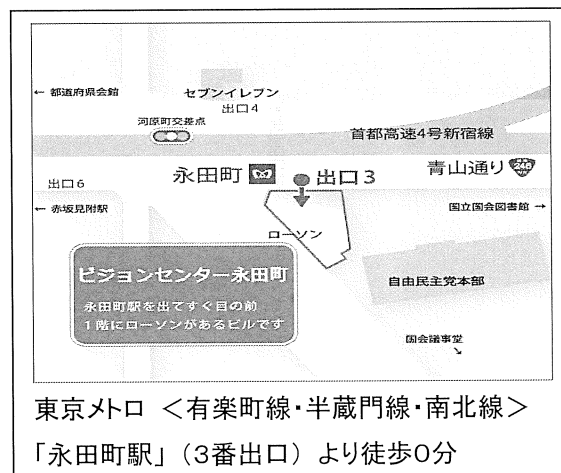 ← 都道府県会館
セブンイレブン
出口4
河原町交差点
首都高速4号新宿線
永田町
出口3
青山通り
246
出口6
← 赤坂見附駅
国立国会図書館 →
ローソン
ビジョンセンター永田町
永田町駅を出てすぐ目の前
1階にローソンがあるビルです
自由民主党本部
国会議事堂
↘
東京メトロ <有楽町線・半蔵門線・南北線>
「永田町駅」(3番出口) より徒歩0分